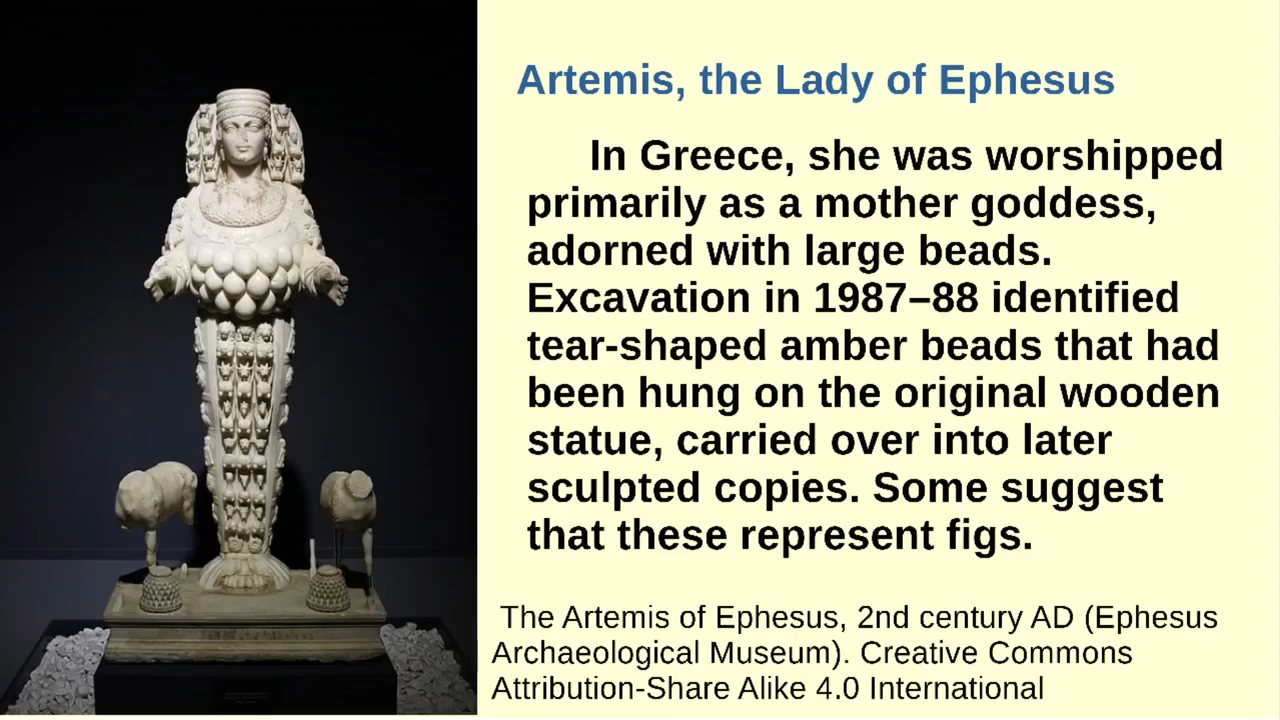 Artemis, the Lady of Ephesus
In Greece, she was worshipped
primarily as a mother goddess,
adorned with large beads.
Excavation in 1987–88 identified
tear-shaped amber beads that had
been hung on the original wooden
statue, carried over into later
sculpted copies. Some suggest
that these represent figs.
The Artemis of Ephesus, 2nd century AD (Ephesus
Archaeological Museum). Creative Commons
Attribution-Share Alike 4.0 International